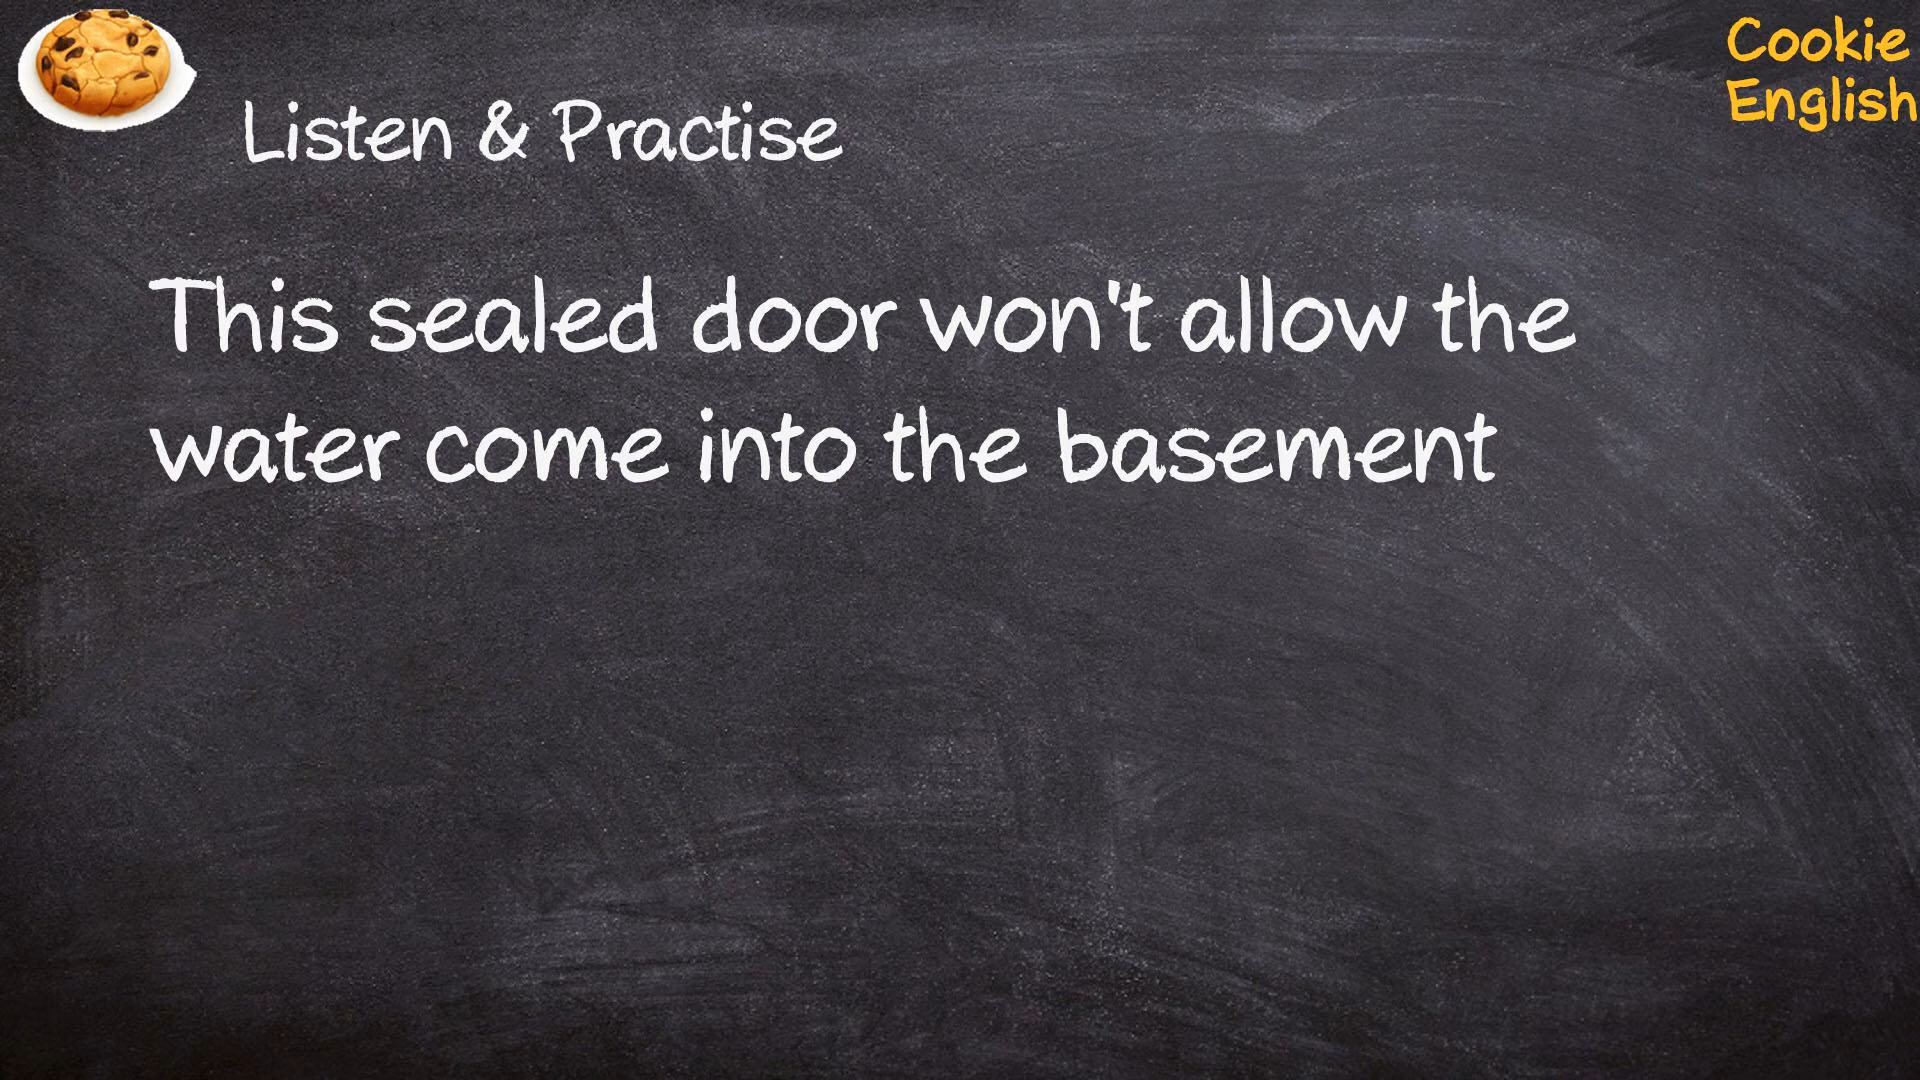 Cookie
English
Listen & Practise
This sealed door won't allow the
water come into the basement